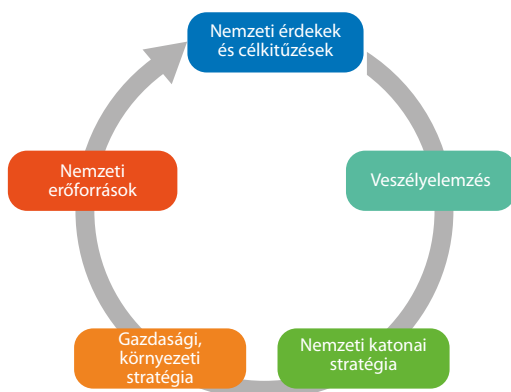 Nemzeti érdekek
és célkitűzések
Veszélyelemzés
Nemzeti katonai
stratégia
Gazdasági,
környezeti
stratégia
Nemzeti
erőforrások